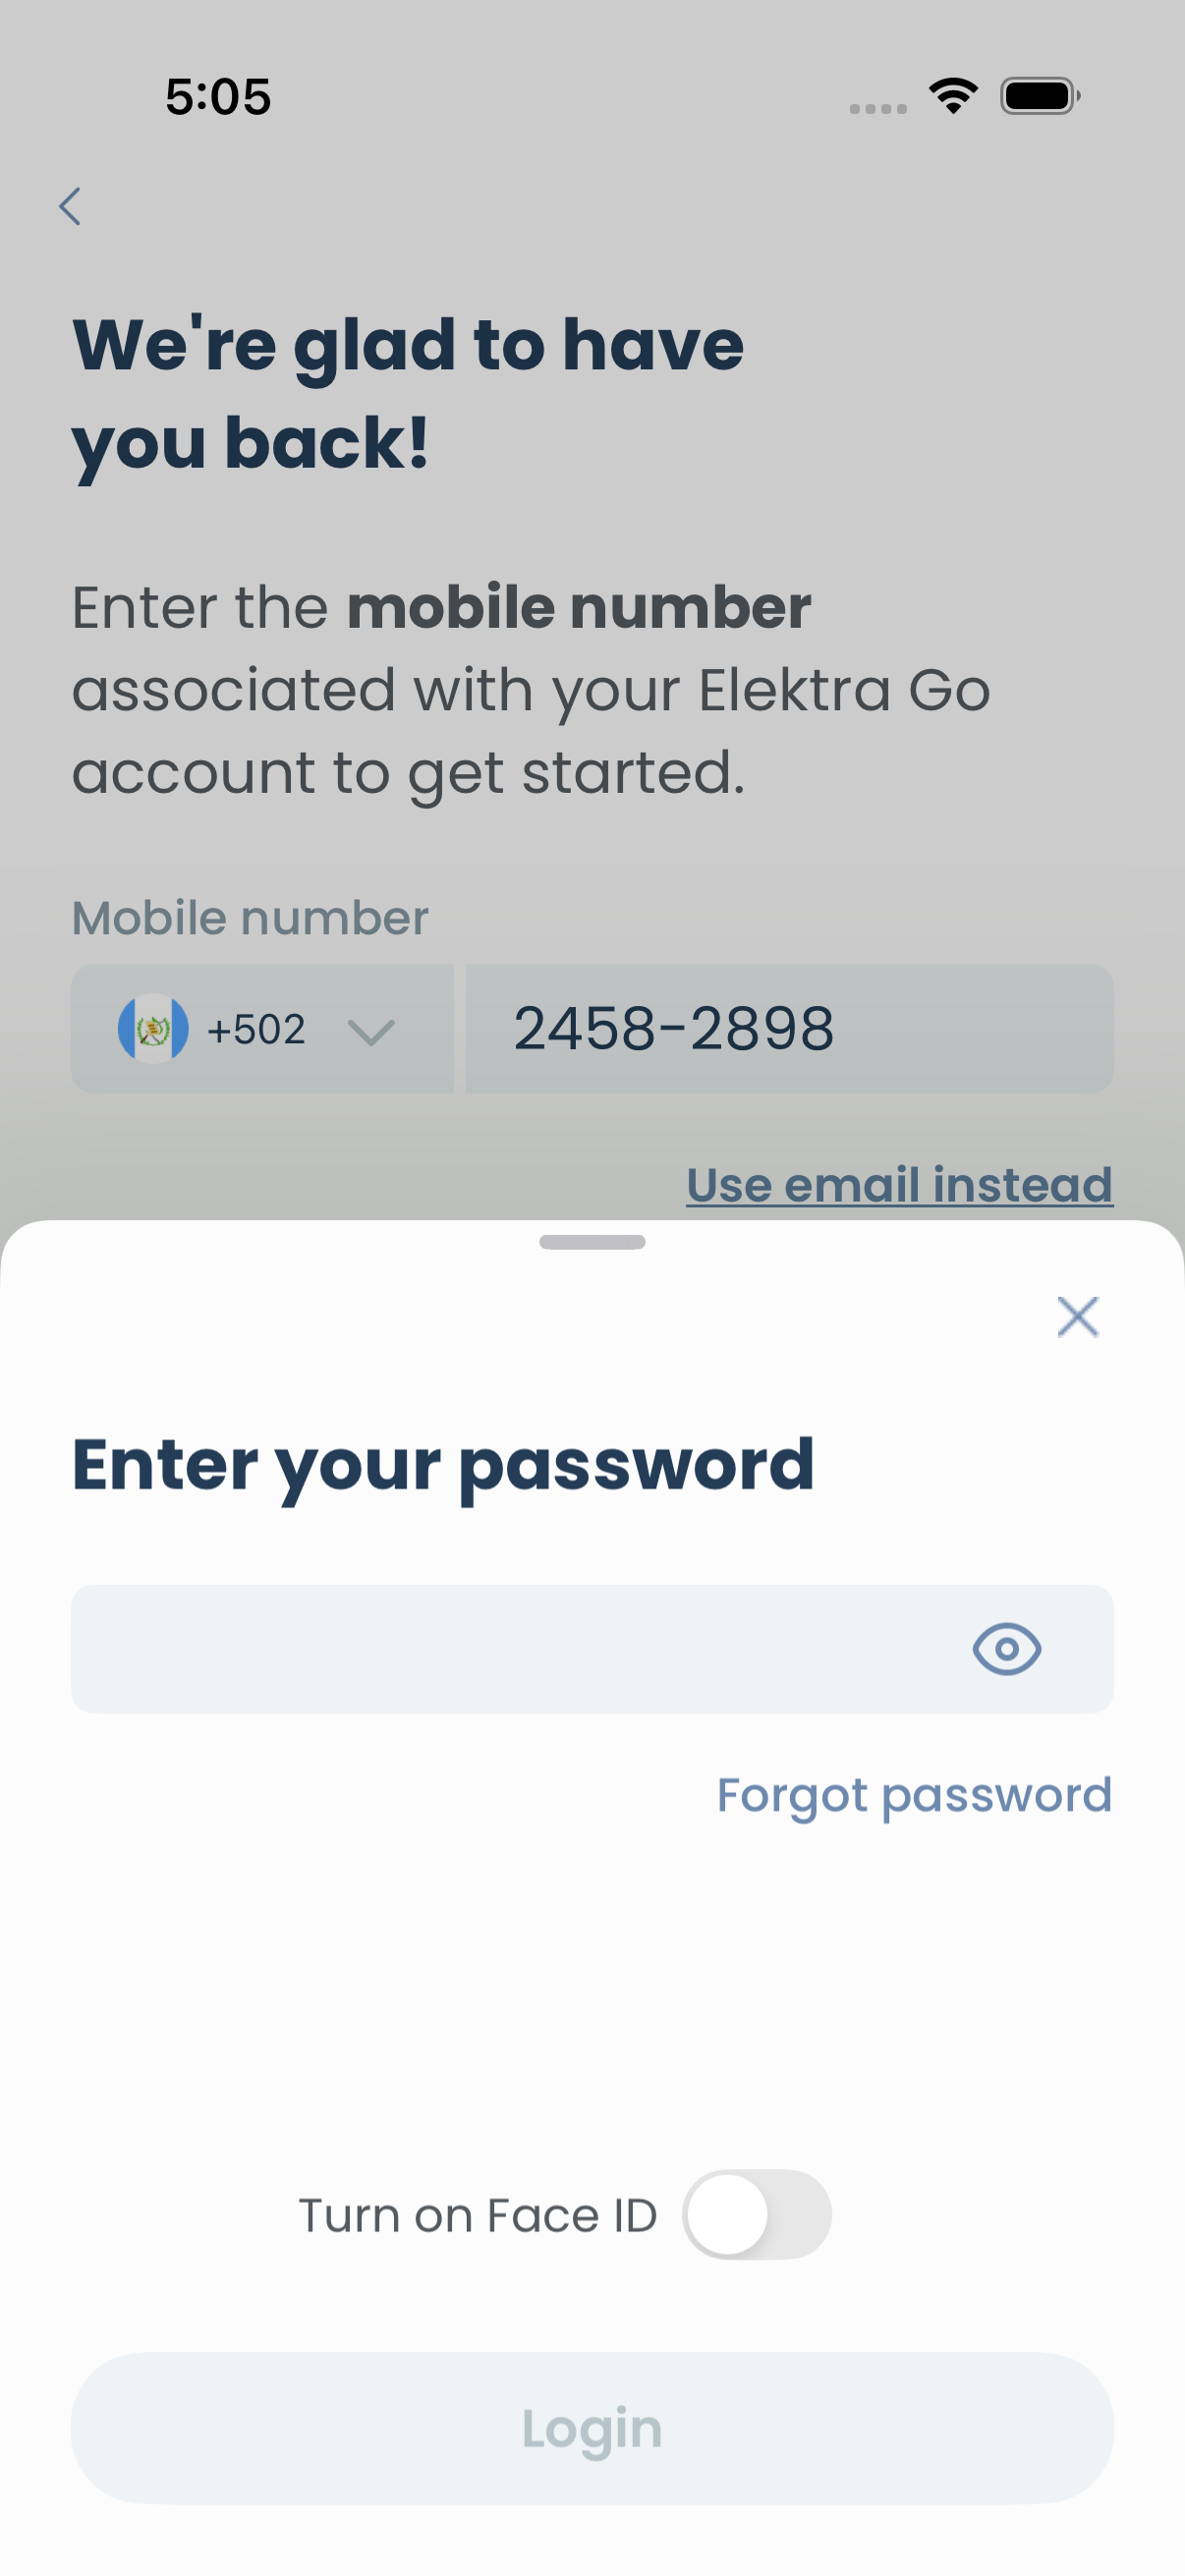 5:05
We're glad to have
you back!
Enter the mobile number
associated with your Elektra Go
account to get started.
Mobile number
+502
2458-2898
Use email instead
Enter your password
Forgot password
Turn on Face ID
Login